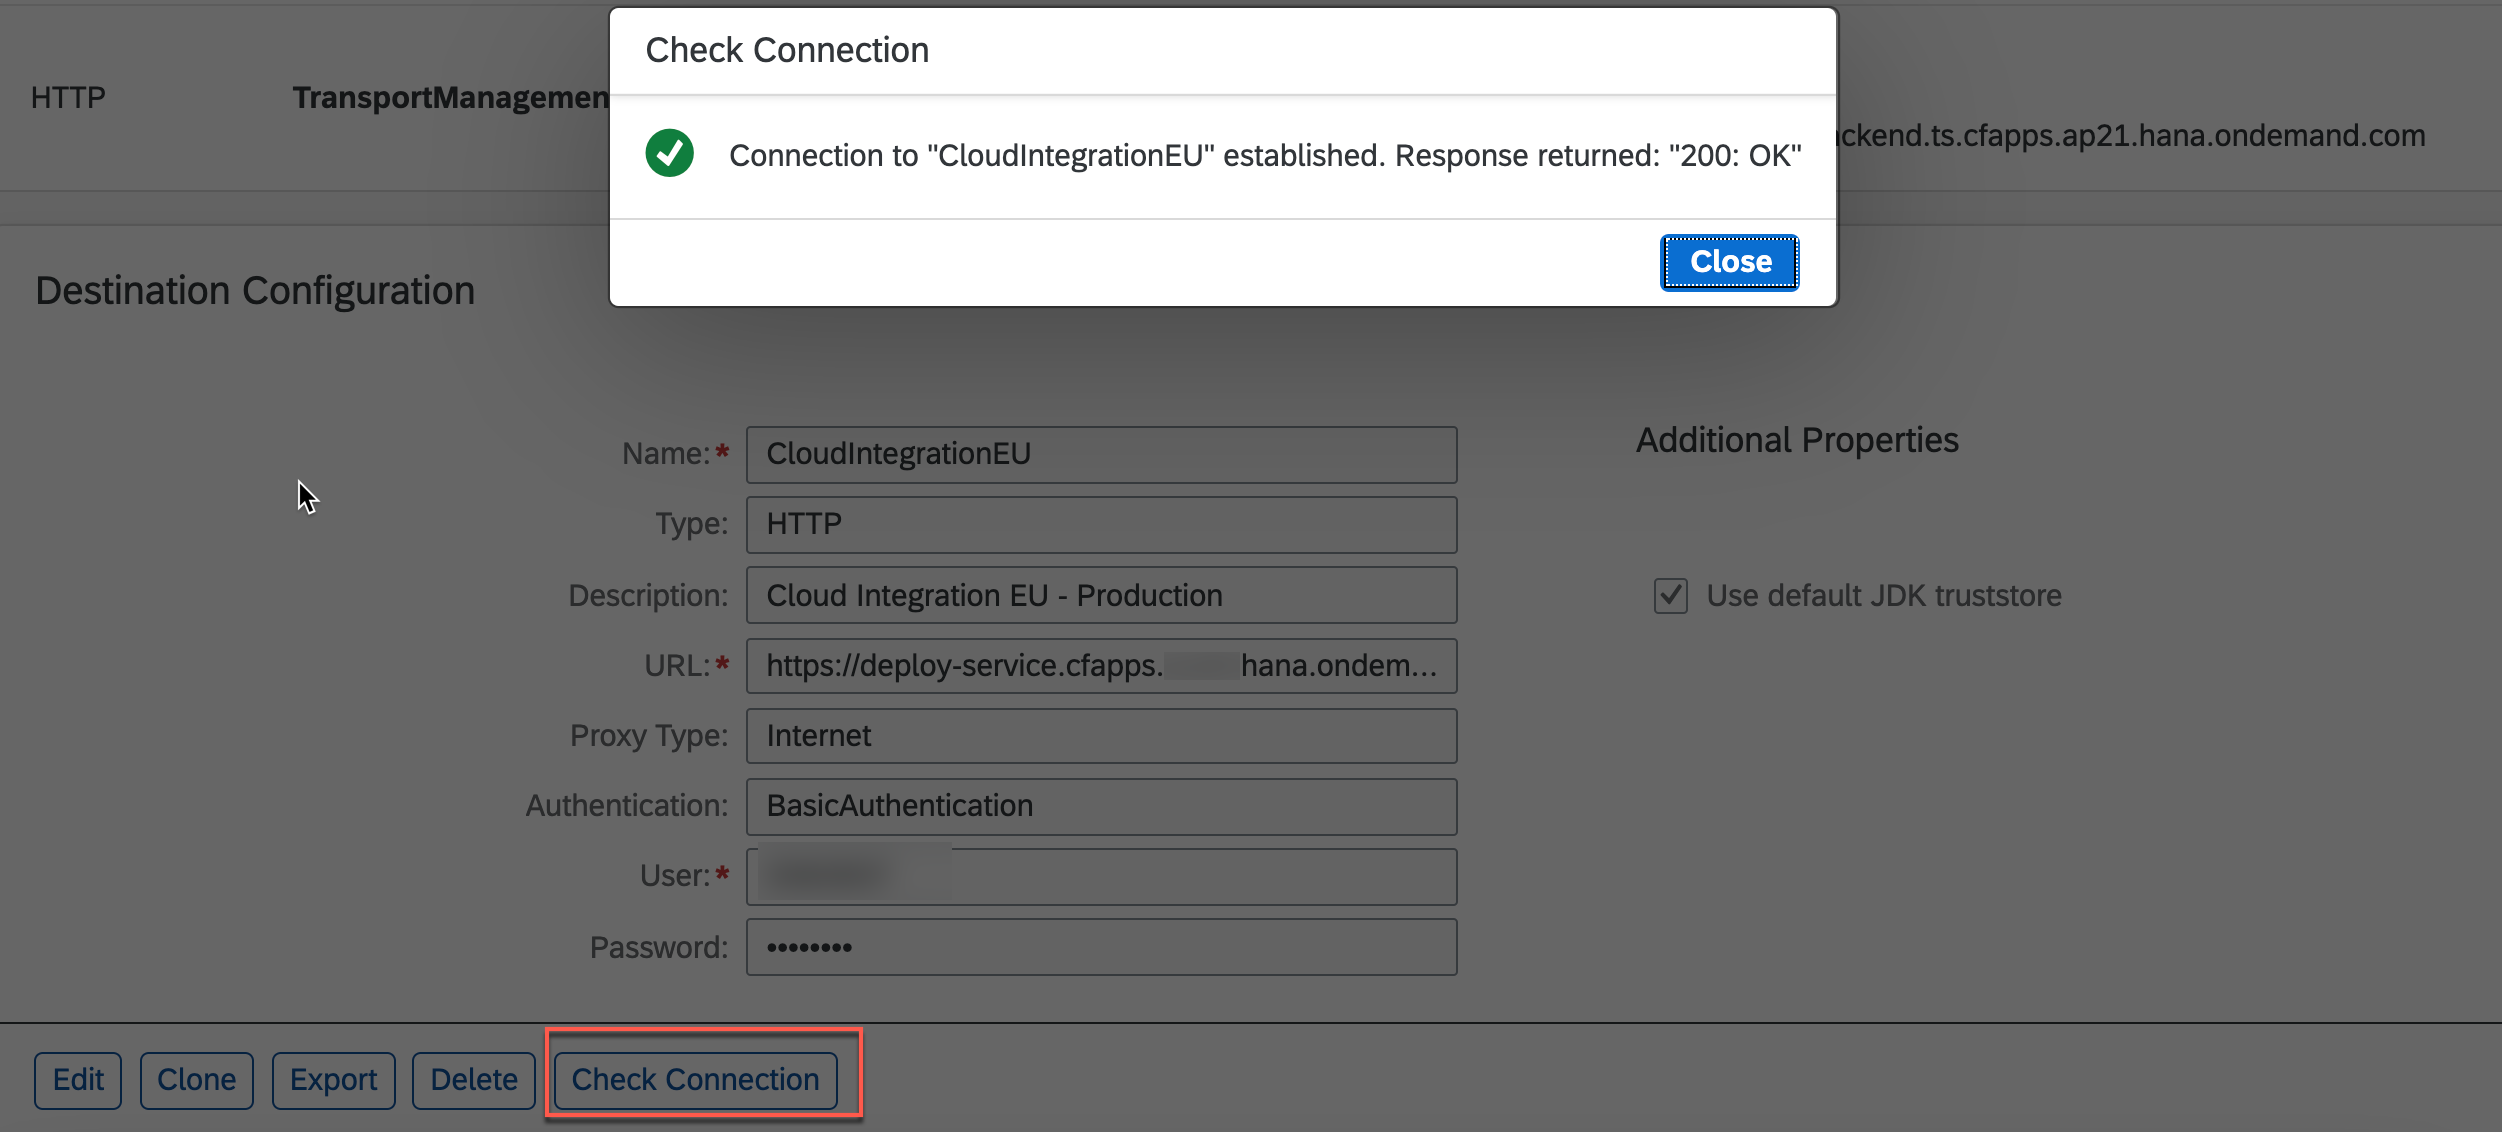 Check Connection
HTTP
TransportManagemen
Connection to "CloudIntegrationEU" established. Response returned: "200: OK"
ckend.ts.cfapps.ap21.hana.ondemand.com
Close
Destination Configuration
Name:* CloudIntegrationEU
Additional Properties
Type: HTTP
Description: Cloud Integration EU - Production
Use default JDK truststore
URL:* https://deploy-service.cfapps. hana.ondem...
Proxy Type: Internet
Authentication: BasicAuthentication
User:*
Password: ••••••••
Edit
Clone
Export
Delete
Check Connection